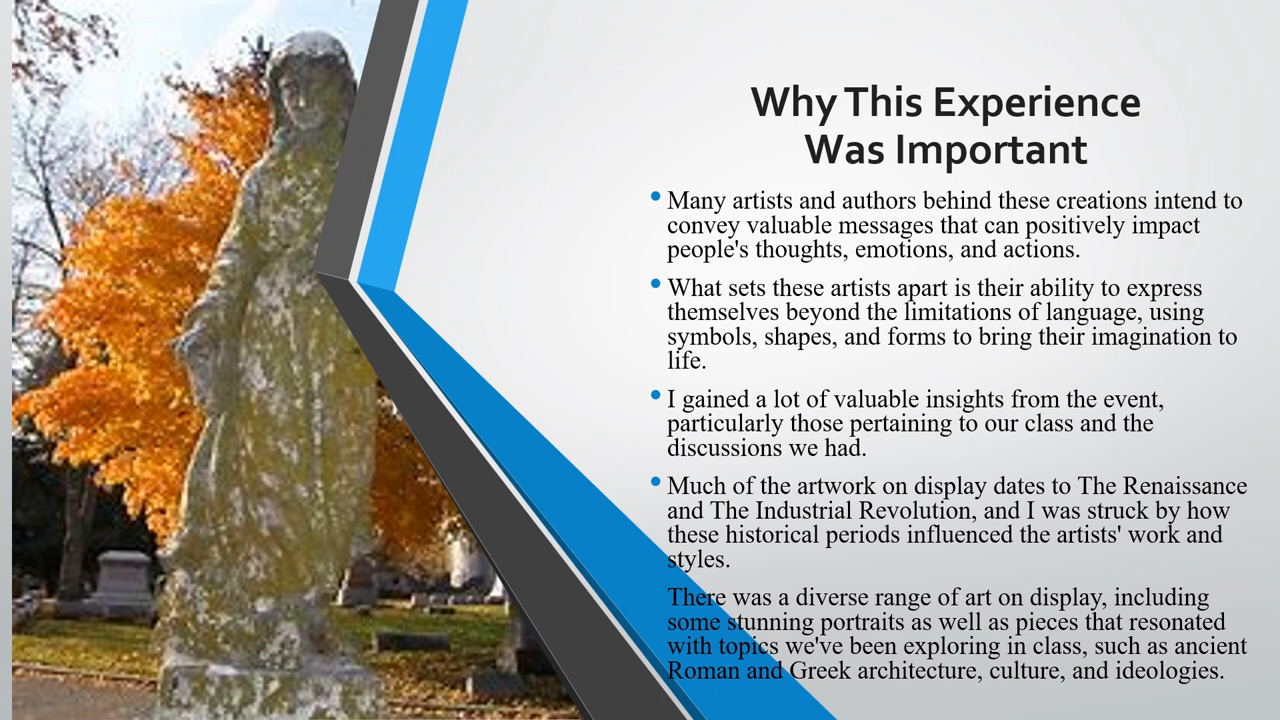 Why This Experience
Was Important
• Many artists and authors behind these creations intend to
convey valuable messages that can positively impact
people's thoughts, emotions, and actions.
• What sets these artists apart is their ability to express
themselves beyond the limitations of language, using
symbols, shapes, and forms to bring their imagination to
life.
• I gained a lot of valuable insights from the event,
particularly those pertaining to our class and the
discussions we had.
• Much of the artwork on display dates to The Renaissance
and The Industrial Revolution, and I was struck by how
these historical periods influenced the artists' work and
styles.
There was a diverse range of art on display, including
some stunning portraits as well as pieces that resonated
with topics we've been exploring in class, such as ancient
Roman and Greek architecture, culture, and ideologies.